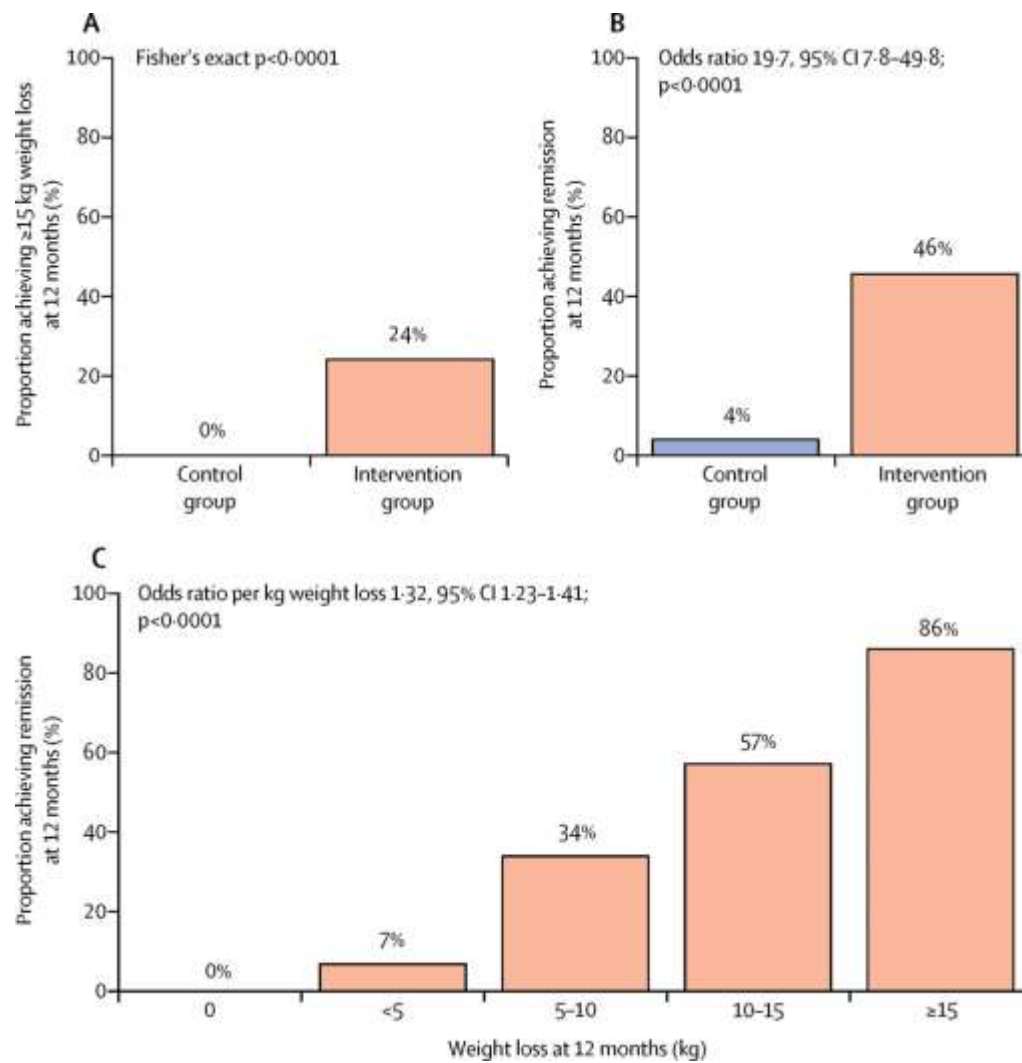 A
Fisher's exact p<0·0001
Proportion achieving ≥15 kg weight loss
at 12 months (%)
100
80
60
40
20
0
0%
24%
Control
group
Intervention
group
B
Odds ratio 19·7, 95% CI 7·8–49·8;
p<0·0001
Proportion achieving remission
at 12 months (%)
100
80
60
40
20
0
4%
46%
Control
group
Intervention
group
C
Odds ratio per kg weight loss 1·32, 95% CI 1·23–1·41;
p<0·0001
Proportion achieving remission
at 12 months (%)
100
80
60
40
20
0
0%
7%
34%
57%
86%
0
<5
5–10
10–15
≥15
Weight loss at 12 months (kg)